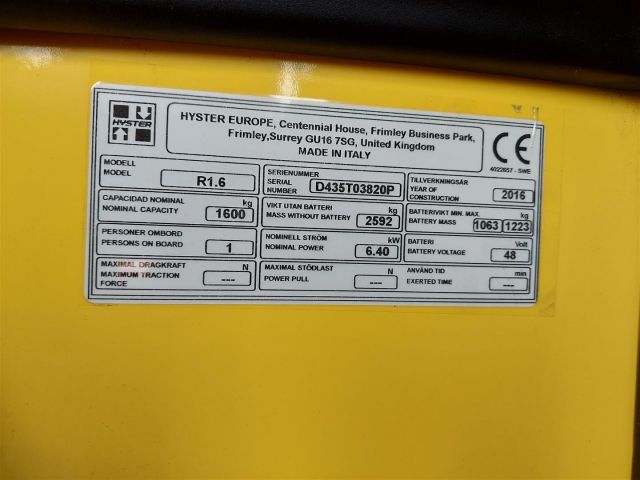 HYSTER
HYSTER EUROPE, Centennial House, Frimley Business Park,
Frimley,Surrey GU16 7SG, United Kingdom
MADE IN ITALY
CE
4022657 - SWE
MODELL
MODEL
R1.6
SERIENUMMER
SERIAL
NUMBER
D435T03820P
TILLVERKNINGSÅR
YEAR OF
CONSTRUCTION
2016
CAPACIDAD NOMINAL
NOMINAL CAPACITY
kg
1600
VIKT UTAN BATTERI
MASS WITHOUT BATTERY
kg
2592
BATTERIVIKT MIN. MAX.
BATTERY MASS
kg
1063 1223
PERSONER OMBORD
PERSONS ON BOARD
1
NOMINELL STRÖM
NOMINAL POWER
kW
6.40
BATTERI
BATTERY VOLTAGE
Volt
48
MAXIMAL DRAGKRAFT
MAXIMUM TRACTION
FORCE
N
---
MAXIMAL STÖDLAST
POWER PULL
N
---
ANVÄND TID
EXERTED TIME
min
---